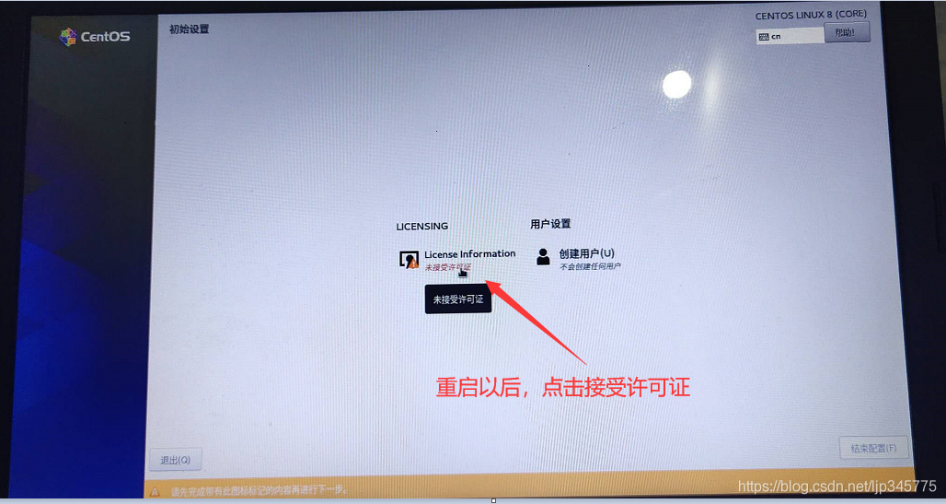 CentOS
初始设置
CENTOS LINUX 8 (CORE)
cn
帮助!
LICENSING
用户设置
License Information
未接受许可证
创建用户(U)
不会创建任何用户
未接受许可证
重启以后，点击接受许可证
退出(Q)
结束配置(F)
请先完成带有此图标标记的内容再进行下一步。
https://blog.csdn.net/ljp345775